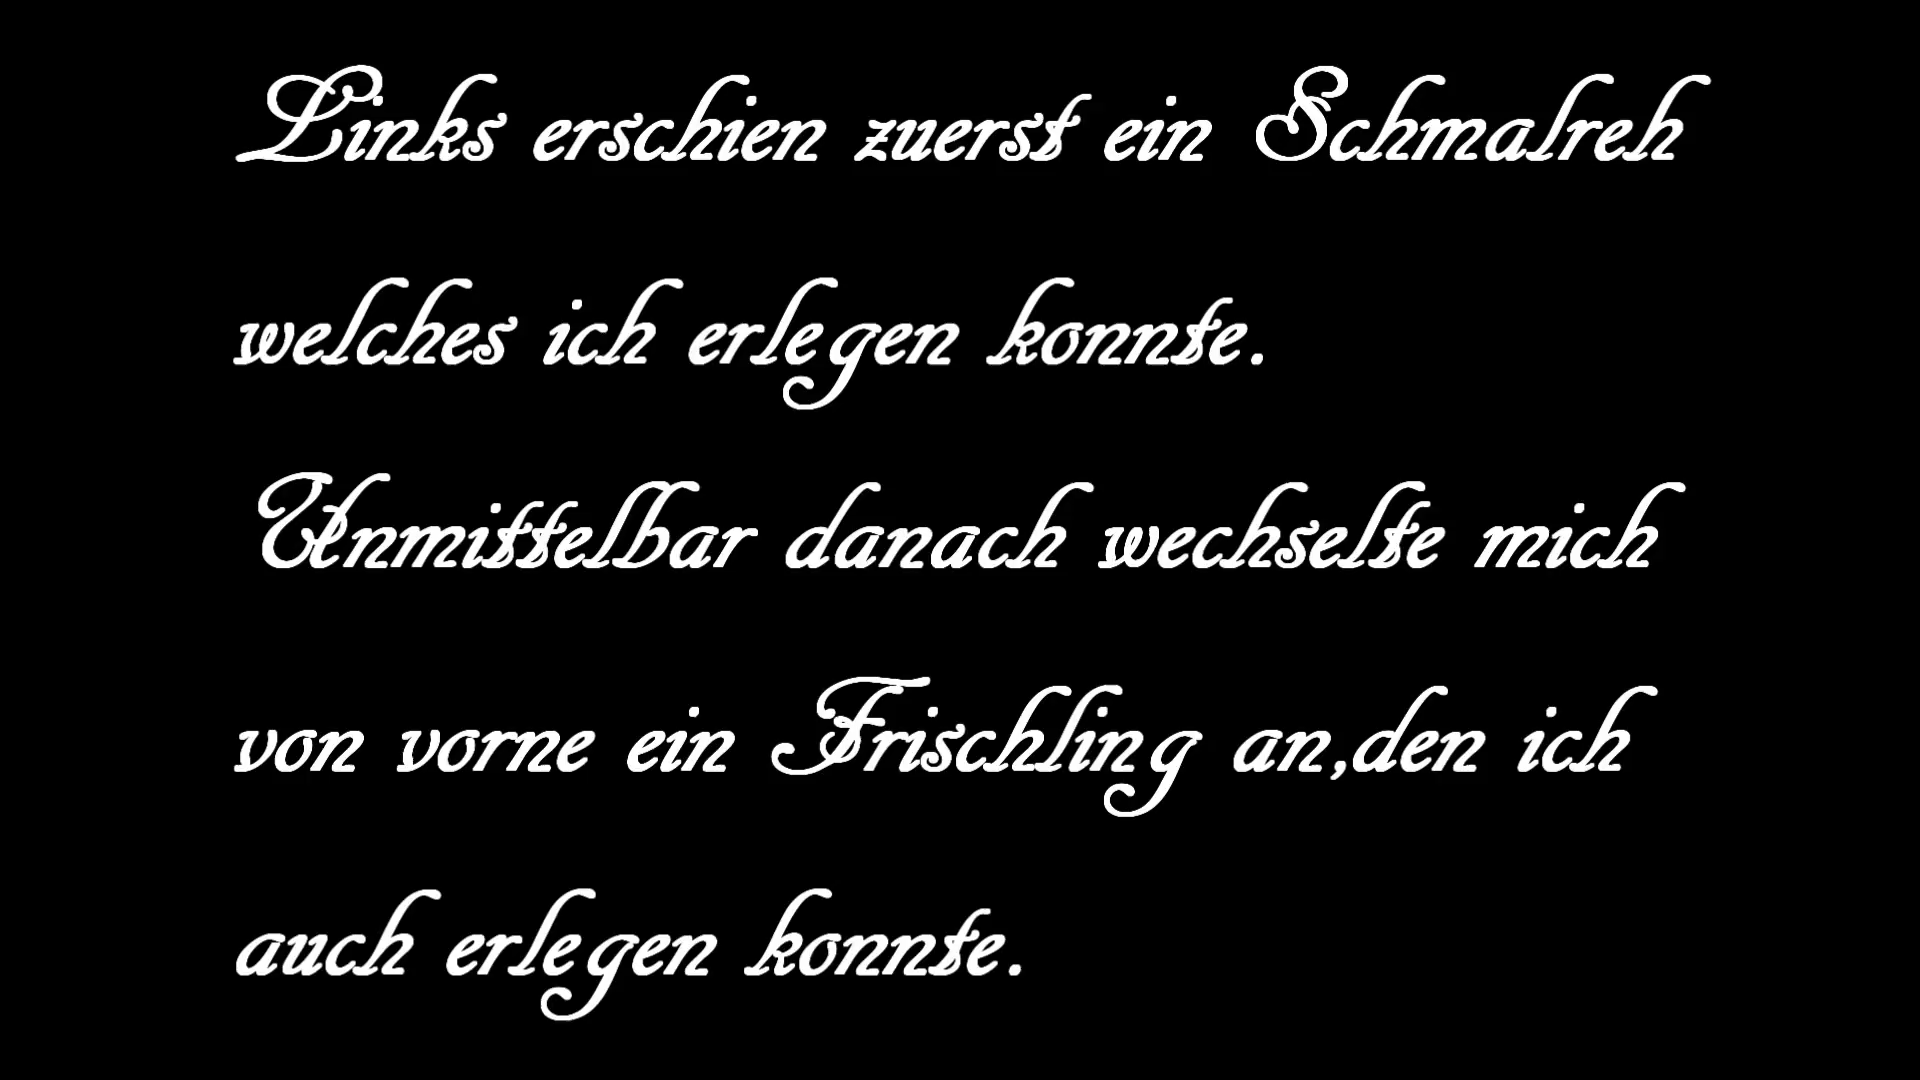 Links erschien zuerst ein Schmalreh
welches ich erlegen konnte.
Unmittelbar danach wechselte mich
von vorne ein Frischling an,den ich
auch erlegen konnte.